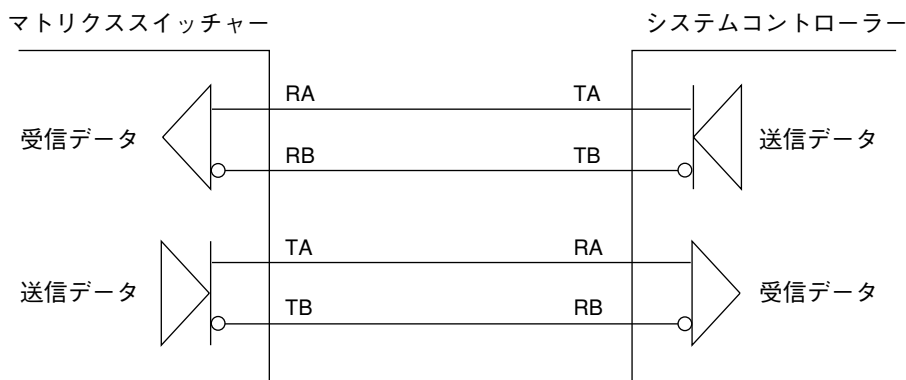 マトリクススイッチャー
システムコントローラー
RA
TA
受信データ
送信データ
RB
TB
TA
RA
送信データ
受信データ
TB
RB